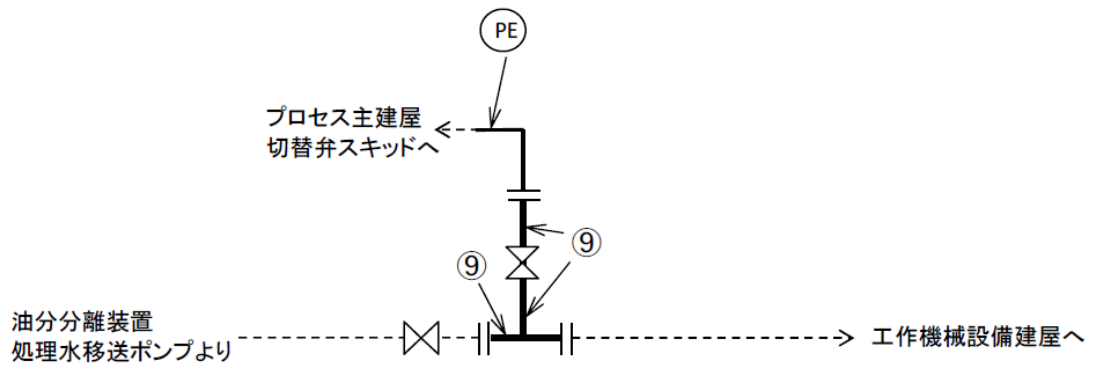 PE
プロセス主建屋
切替弁スキッドへ
⑨
⑨
油分分離装置
処理水移送ポンプより
工作機械設備建屋へ